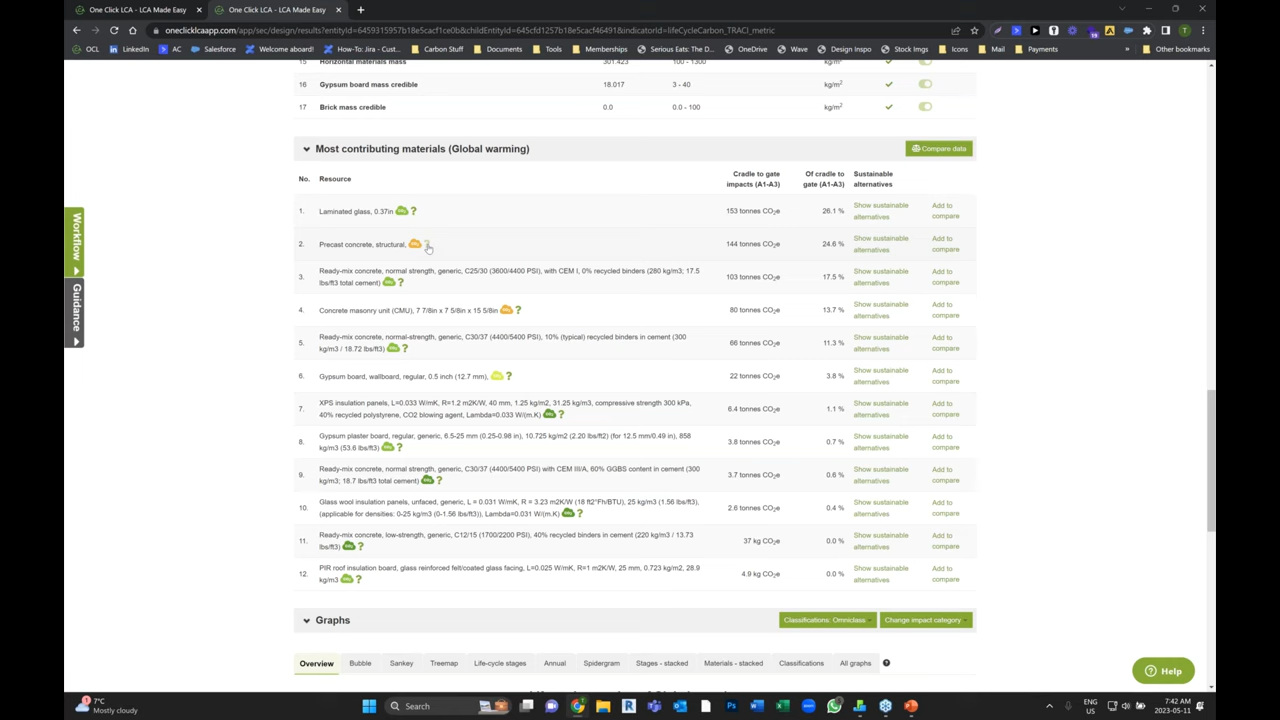 One Click LCA - LCA Made Easy
One Click LCA - LCA Made Easy
oneclicklcaapp.com/app/sec/design/results?entityId=6459315957b18e5cacf1ce0b&childEntityId=645cfd1257b18e5acaf46491&indicatorId=lifeCycleCarbon_TRACI_metric
OCL LinkedIn AC Salesforce Welcome aboard! How-To: Jira - Cust... Carbon Stuff Documents Tools Memberships Serious Eats: The D... OneDrive Wave Design Inspo Stock Imgs Icons Mail Payments » Other bookmarks
15 Horizontal materials mass 301.423 100 - 1300 kg/m2
16 Gypsum board mass credible 18.017 3 - 40 kg/m2
17 Brick mass credible 0.0 0.0 - 100 kg/m2
Most contributing materials (Global warming) Compare data
No. Resource Cradle to gate impacts (A1-A3) Of cradle to gate (A1-A3) Sustainable alternatives
1. Laminated glass, 0.37in ? 153 tonnes CO2e 26.1 % Show sustainable alternatives Add to compare
2. Precast concrete, structural, 144 tonnes CO2e 24.6 % Show sustainable alternatives Add to compare
3. Ready-mix concrete, normal strength, generic, C25/30 (3600/4400 PSI), with CEM I, 0% recycled binders (280 kg/m3; 17.5
lbs/ft3 total cement) ? 103 tonnes CO2e 17.5 % Show sustainable alternatives Add to compare
4. Concrete masonry unit (CMU), 7 7/8in x 7 5/8in x 15 5/8in ? 80 tonnes CO2e 13.7 % Show sustainable alternatives Add to compare
5. Ready-mix concrete, normal-strength, generic, C30/37 (4400/5400 PSI), 10% (typical) recycled binders in cement (300
kg/m3 / 18.72 lbs/ft3) ? 66 tonnes CO2e 11.3 % Show sustainable alternatives Add to compare
6. Gypsum board, wallboard, regular, 0.5 inch (12.7 mm), ? 22 tonnes CO2e 3.8 % Show sustainable alternatives Add to compare
7. XPS insulation panels, L=0.033 W/mK, R=1.2 m2K/W, 40 mm, 1.25 kg/m2, 31.25 kg/m3, compressive strength 300 kPa,
40% recycled polystyrene, CO2 blowing agent, Lambda=0.033 W/(m.K) ? 6.4 tonnes CO2e 1.1 % Show sustainable alternatives Add to compare
8. Gypsum plaster board, regular, generic, 6.5-25 mm (0.25-0.98 in), 10.725 kg/m2 (2.20 lbs/ft2) (for 12.5 mm/0.49 in), 858
kg/m3 (53.6 lbs/ft3) ? 3.8 tonnes CO2e 0.7 % Show sustainable alternatives Add to compare
9. Ready-mix concrete, normal strength, generic, C30/37 (4400/5400 PSI) with CEM III/A, 60% GGBS content in cement (300
kg/m3; 18.7 lbs/ft3 total cement) ? 3.7 tonnes CO2e 0.6 % Show sustainable alternatives Add to compare
10. Glass wool insulation panels, unfaced, generic, L = 0.031 W/mK, R = 3.23 m2K/W (18 ft2°Fh/BTU), 25 kg/m3 (1.56 lbs/ft3),
(applicable for densities: 0-25 kg/m3 (0-1.56 lbs/ft3)), Lambda=0.031 W/(m.K) ? 2.6 tonnes CO2e 0.4 % Show sustainable alternatives Add to compare
11. Ready-mix concrete, low-strength, generic, C12/15 (1700/2200 PSI), 40% recycled binders in cement (220 kg/m3 / 13.73
lbs/ft3) ? 37 kg CO2e 0.0 % Show sustainable alternatives Add to compare
12. PIR roof insulation board, glass reinforced felt/coated glass facing, L=0.025 W/mK, R=1 m2K/W, 25 mm, 0.723 kg/m2, 28.9
kg/m3 ? 4.9 kg CO2e 0.0 % Show sustainable alternatives Add to compare
Graphs Classifications: Omniclass Change impact category
Overview Bubble Sankey Treemap Life-cycle stages Annual Spidergram Stages - stacked Materials - stacked Classifications All graphs ?
Workflow
Guidance
Help
7°C
Mostly cloudy
Search
ENG
US
7:42 AM
2023-05-11